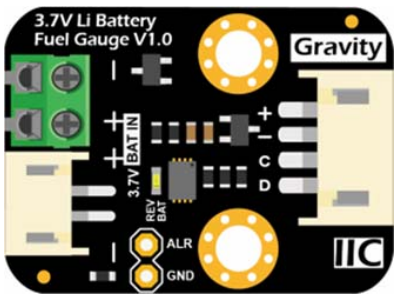 3.7V Li Battery
Fuel Gauge V1.0
Gravity
−
+
+
−
3.7V BAT IN
+
−
C
D
REV
BAT
ALR
GND
IIC